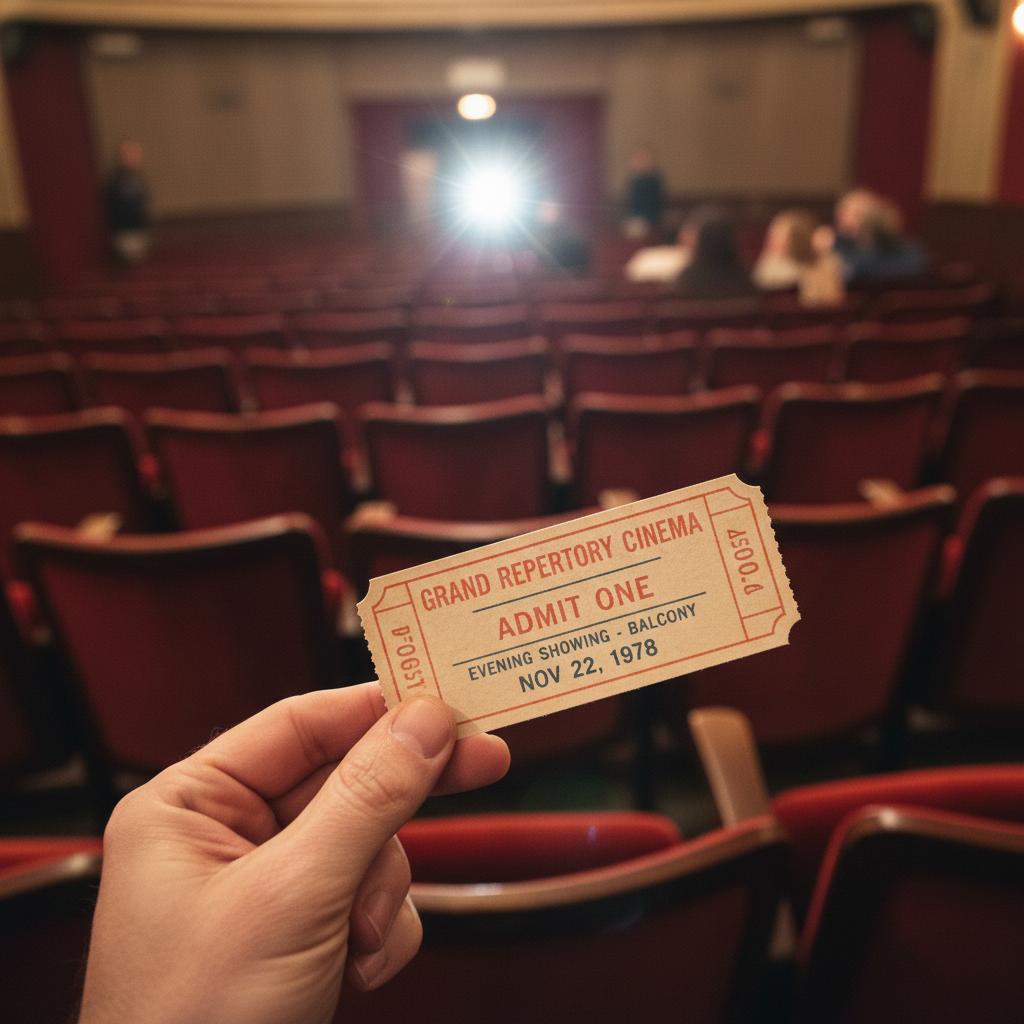 GRAND REPERTORY CINEMA
ADMIT ONE
EVENING SHOWING - BALCONY
NOV 22, 1978